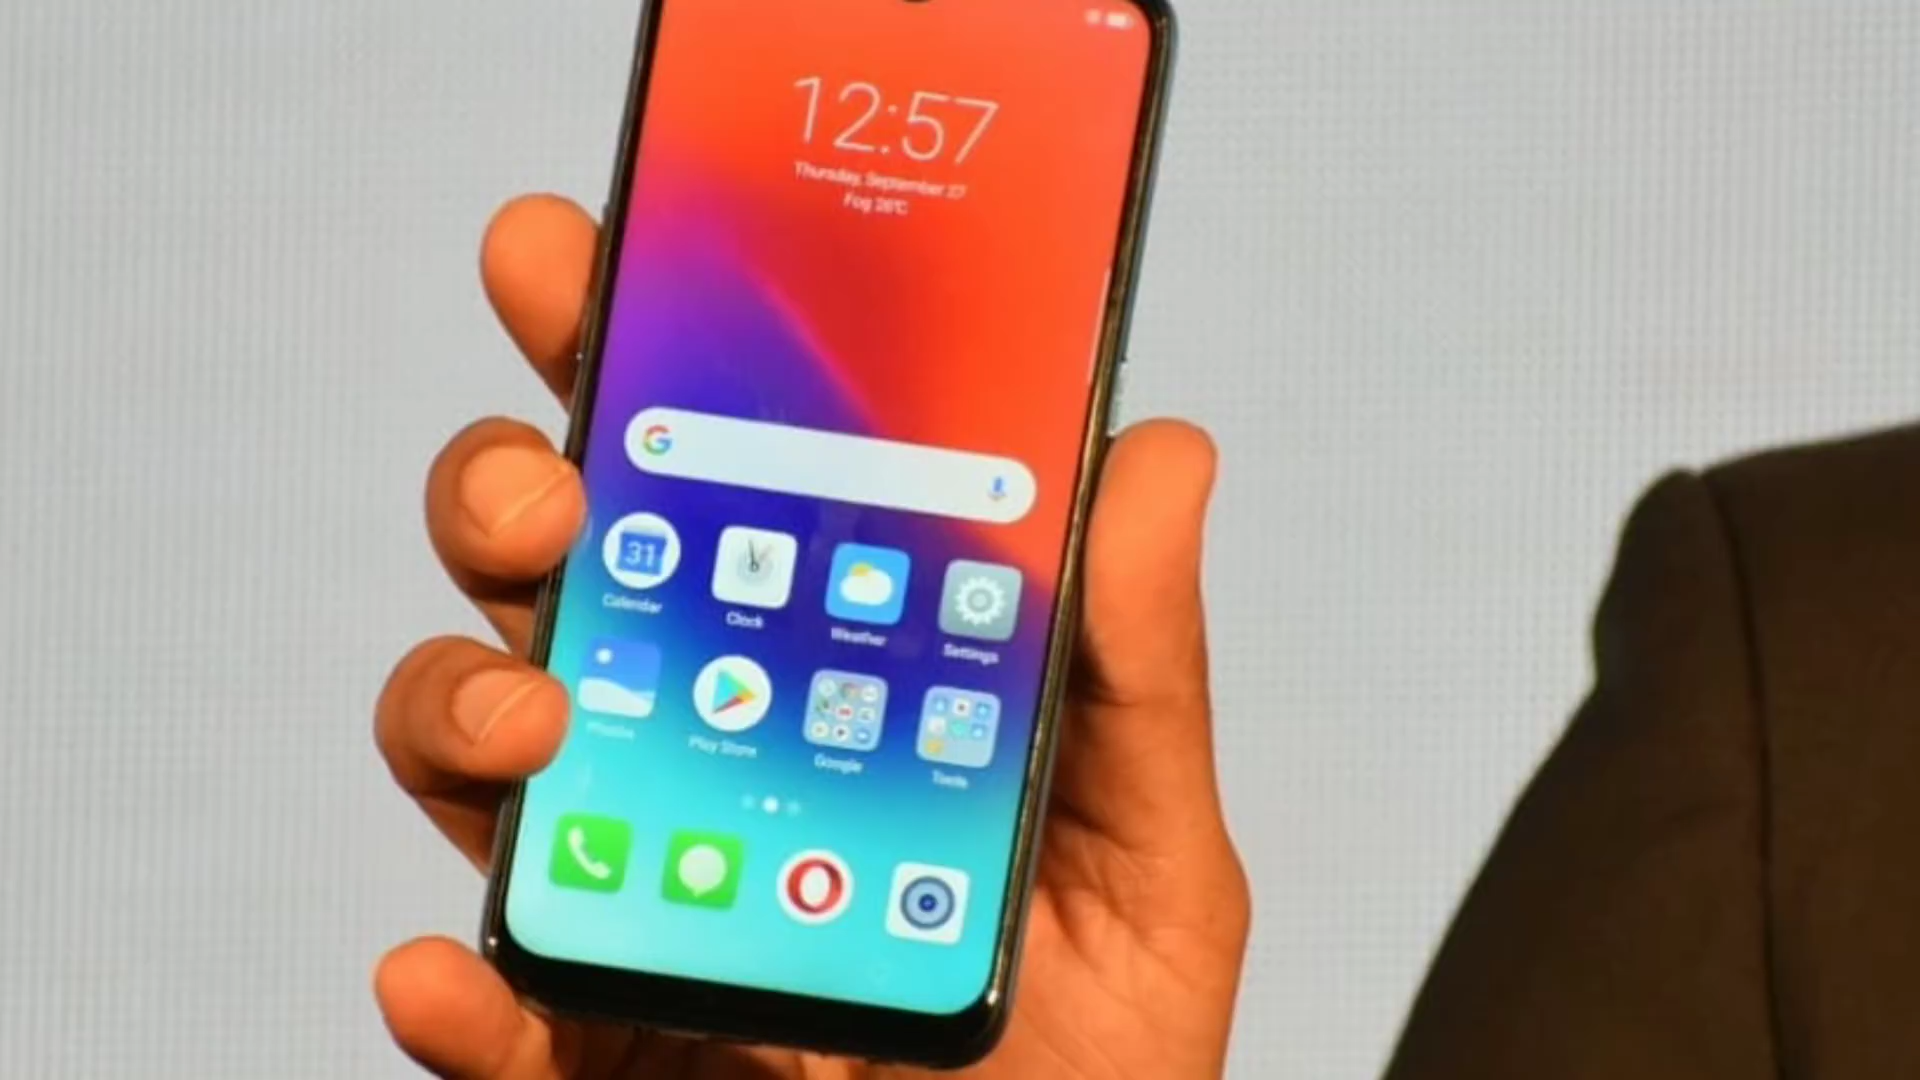 12:57
Thursday, September 27
Fog 26°C
G
31
Calendar
Clock
Weather
Settings
Photos
Play Store
Google
Tools